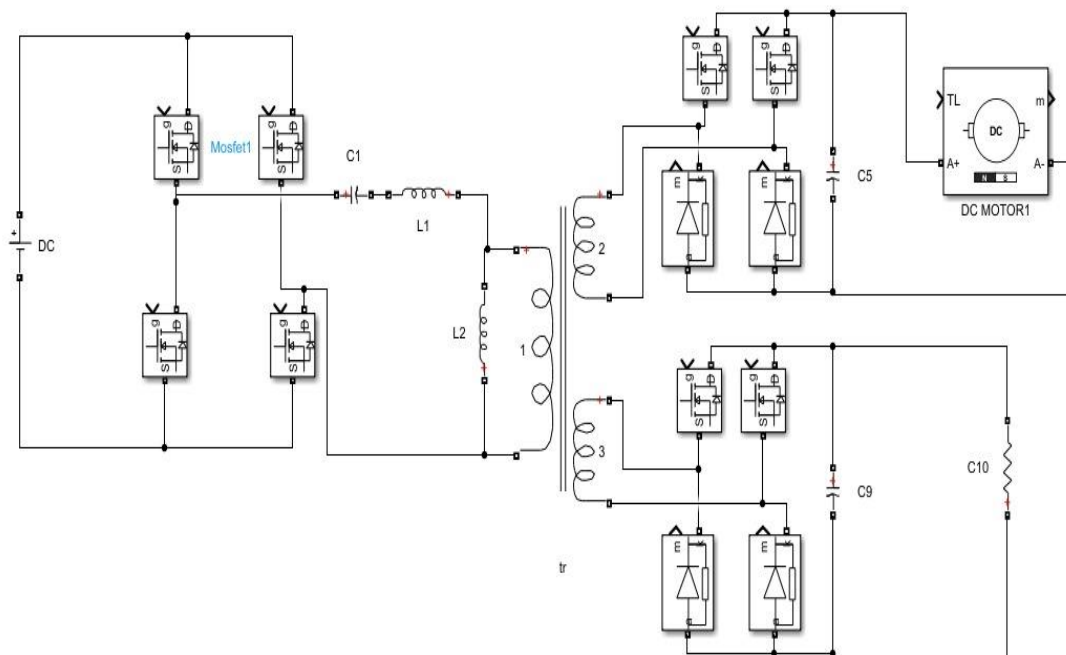 g D S
g D S
TL DC m
A+ A-
N S
DC MOTOR1
g D S
Mosfet1
g D S
C1
L1
+
DC
2
m k a
m k a
C5
g D S
g D S
L2
1
g D S
g D S
3
C9
C10
m k a
m k a
tr